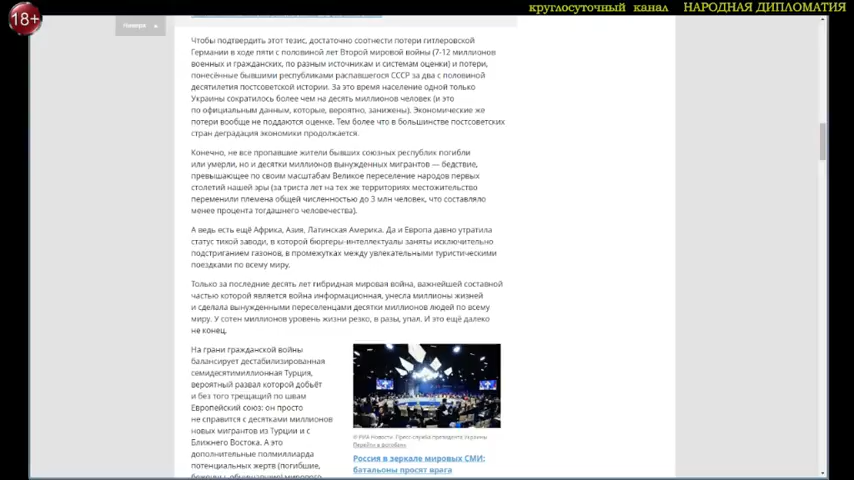 18+
круглосуточный канал НАРОДНАЯ ДИПЛОМАТИЯ
Наверх
Чтобы подтвердить этот тезис, достаточно соотнести потери гитлеровской
Германии в ходе пяти с половиной лет Второй мировой войны (7-12 миллионов
военных и гражданских, по разным источникам и системам оценки) и потери,
понесённые бывшими республиками распавшегося СССР за два с половиной
десятилетия постсоветской истории. За это время население одной только
Украины сократилось более чем на десять миллионов человек (и это
по официальным данным, которые, вероятно, занижены). Экономические же
потери вообще не поддаются оценке. Тем более что в большинстве постсоветских
стран деградация экономики продолжается.
Конечно, не все пропавшие жители бывших союзных республик погибли
или умерли, но и десятки миллионов вынужденных мигрантов — бедствие,
превышающее по своим масштабам Великое переселение народов первых
столетий нашей эры (за триста лет на тех же территориях местожительство
переменили племена общей численностью до 3 млн человек, что составляло
менее процента тогдашнего человечества).
А ведь есть ещё Африка, Азия, Латинская Америка. Да и Европа давно утратила
статус тихой заводи, в которой бюргеры-интеллектуалы заняты исключительно
подстриганием газонов, в промежутках между увлекательными туристическими
поездками по всему миру.
Только за последние десять лет гибридная мировая война, важнейшей составной
частью которой является война информационная, унесла миллионы жизней
и сделала вынужденными переселенцами десятки миллионов людей по всему
миру. У сотен миллионов уровень жизни резко, в разы, упал. И это ещё далеко
не конец.
На грани гражданской войны
балансирует дестабилизированная
семидесятимиллионная Турция,
вероятный развал которой добьёт
и без того трещащий по швам
Европейский союз: он просто
не справится с десятками миллионов
новых мигрантов из Турции и с
Ближнего Востока. А это
дополнительные полмиллиарда
потенциальных жертв (погибшие,
© РИА Новости. Пресс-служба президента Украины
Перейти в фотобанк
Россия в зеркале мировых СМИ:
батальоны просят врага